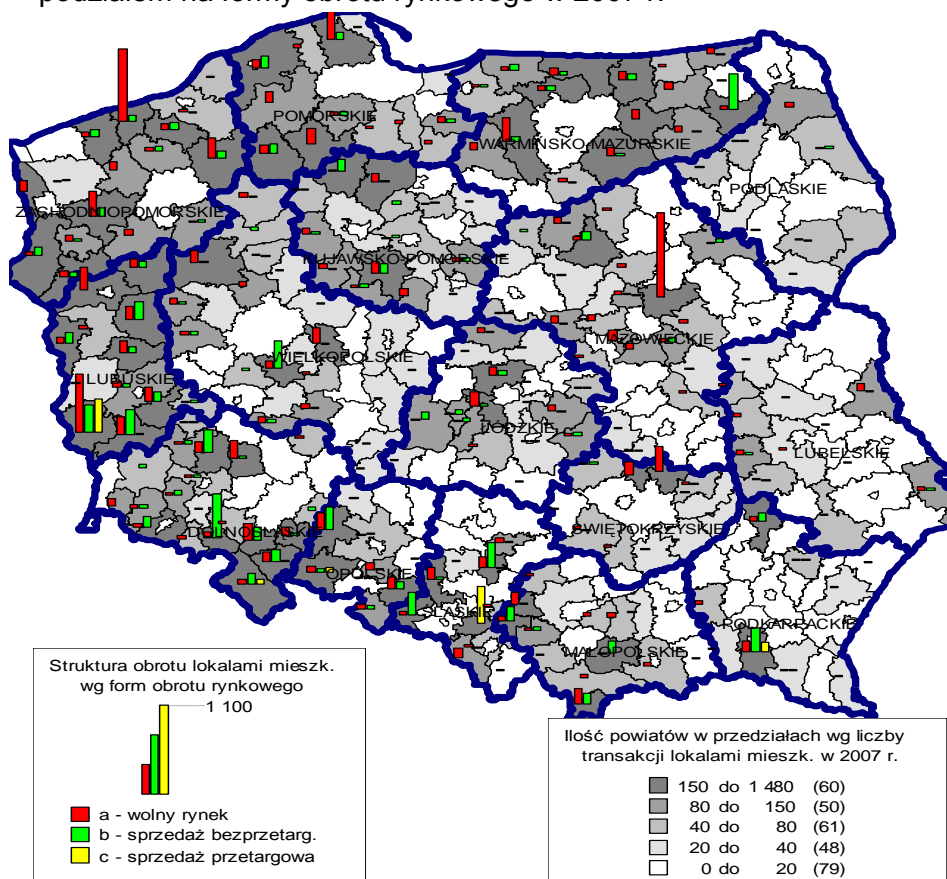 podziałem na formy obrotu rynkowego w 2007 r.
POMORSKIE
WARMIŃSKO-MAZURSKIE
PODLASKIE
ZACHODNIOPOMORSKIE
KUJAWSKO-POMORSKIE
MAZOWIECKIE
WIELKOPOLSKIE
LUBUSKIE
ŁÓDZKIE
LUBELSKIE
DOLNOŚLĄSKIE
ŚWIĘTOKRZYSKIE
OPOLSKIE
ŚLĄSKIE
PODKARPACKIE
MAŁOPOLSKIE
Struktura obrotu lokalami mieszk.
wg form obrotu rynkowego
1 100
a - wolny rynek
b - sprzedaż bezprzetarg.
c - sprzedaż przetargowa
Ilość powiatów w przedziałach wg liczby
transakcji lokalami mieszk. w 2007 r.
150 do 1 480 (60)
80 do 150 (50)
40 do 80 (61)
20 do 40 (48)
0 do 20 (79)